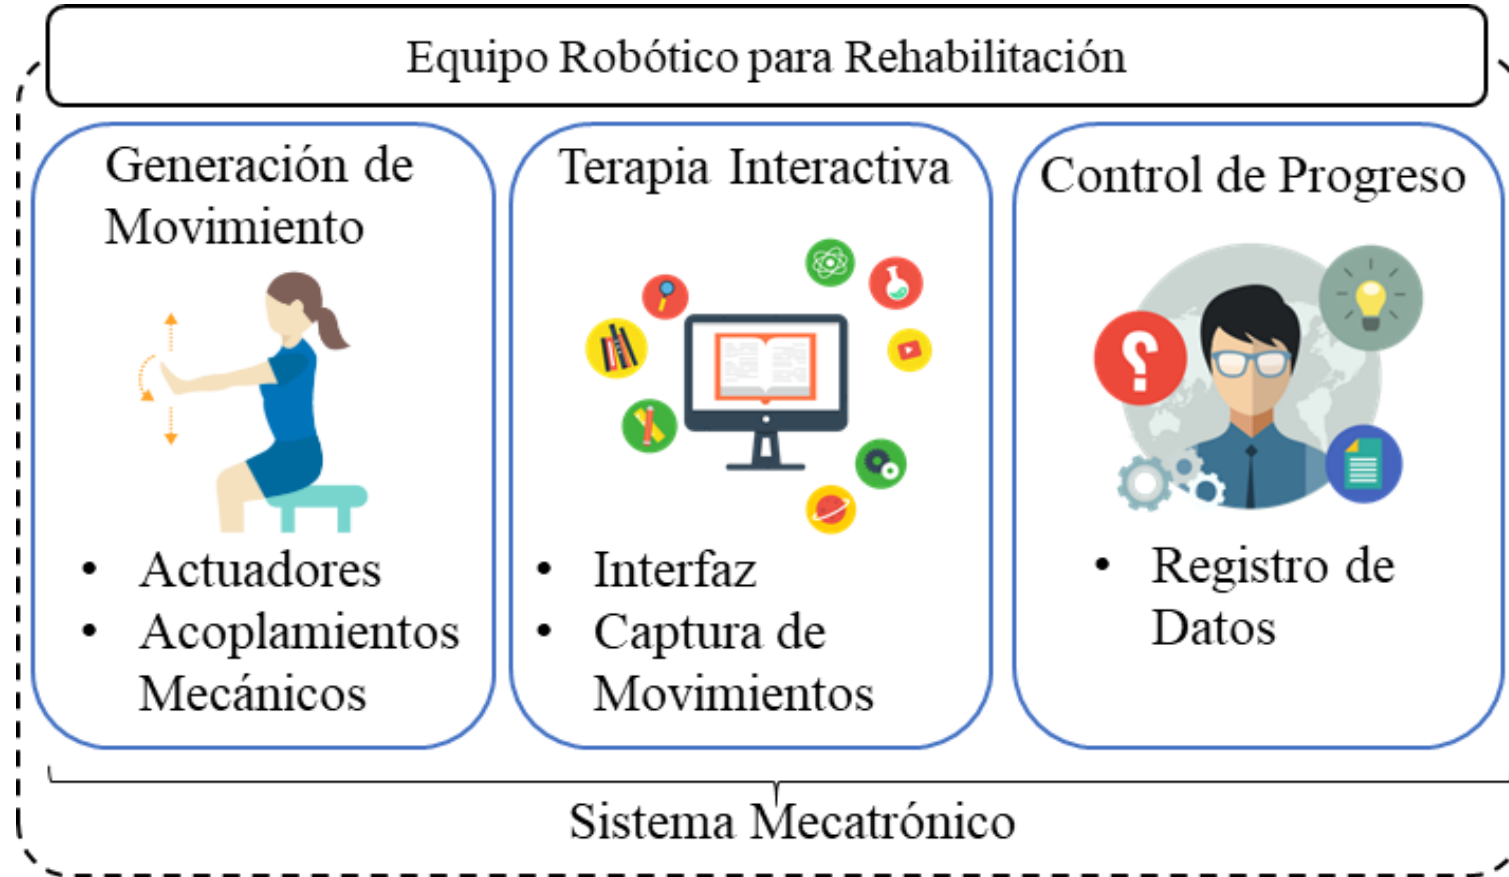 Equipo Robótico para Rehabilitación
Generación de
Movimiento
• Actuadores
• Acoplamientos
Mecánicos
Terapia Interactiva
• Interfaz
• Captura de
Movimientos
Control de Progreso
?
• Registro de
Datos
Sistema Mecatrónico